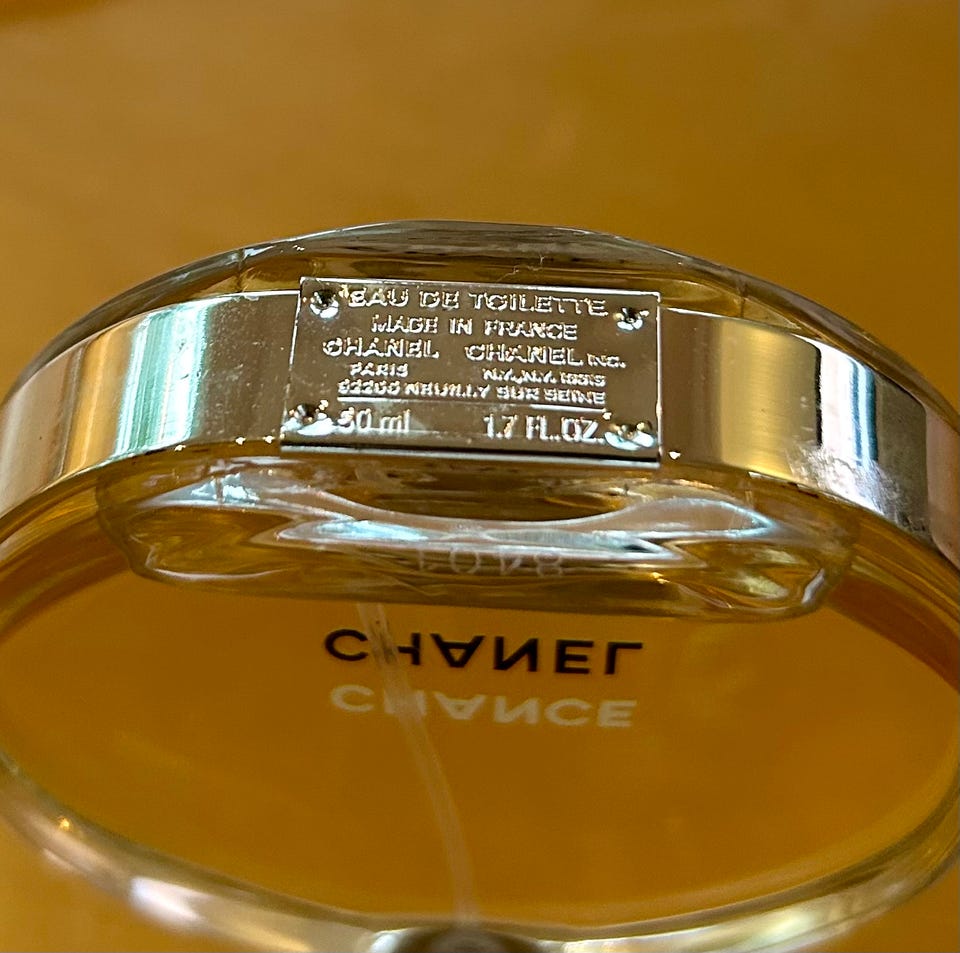 EAU DE TOILETTE
MADE IN FRANCE
CHANEL CHANEL INC.
PARIS N.Y., N.Y. 10019
92200 NEUILLY SUR SEINE
50 ml 1.7 FL.OZ.
CHANEL
CHANCE